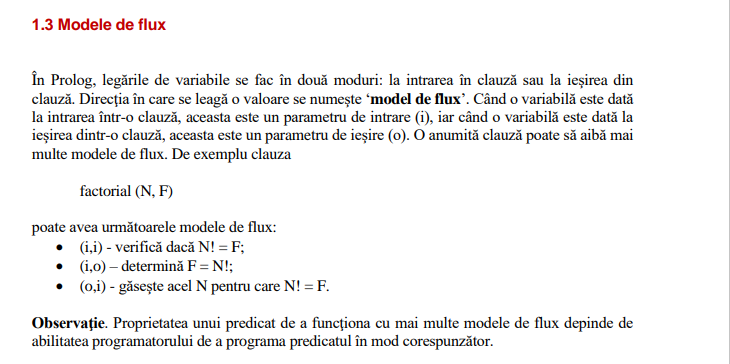 1.3 Modele de flux
În Prolog, legările de variabile se fac în două moduri: la intrarea în clauză sau la ieşirea din
clauză. Direcţia în care se leagă o valoare se numeşte ‘model de flux’. Când o variabilă este dată
la intrarea într-o clauză, aceasta este un parametru de intrare (i), iar când o variabilă este dată la
ieşirea dintr-o clauză, aceasta este un parametru de ieşire (o). O anumită clauză poate să aibă mai
multe modele de flux. De exemplu clauza
factorial (N, F)
poate avea următoarele modele de flux:
• (i,i) - verifică dacă N! = F;
• (i,o) – determină F = N!;
• (o,i) - găseşte acel N pentru care N! = F.
Observaţie. Proprietatea unui predicat de a funcţiona cu mai multe modele de flux depinde de
abilitatea programatorului de a programa predicatul în mod corespunzător.